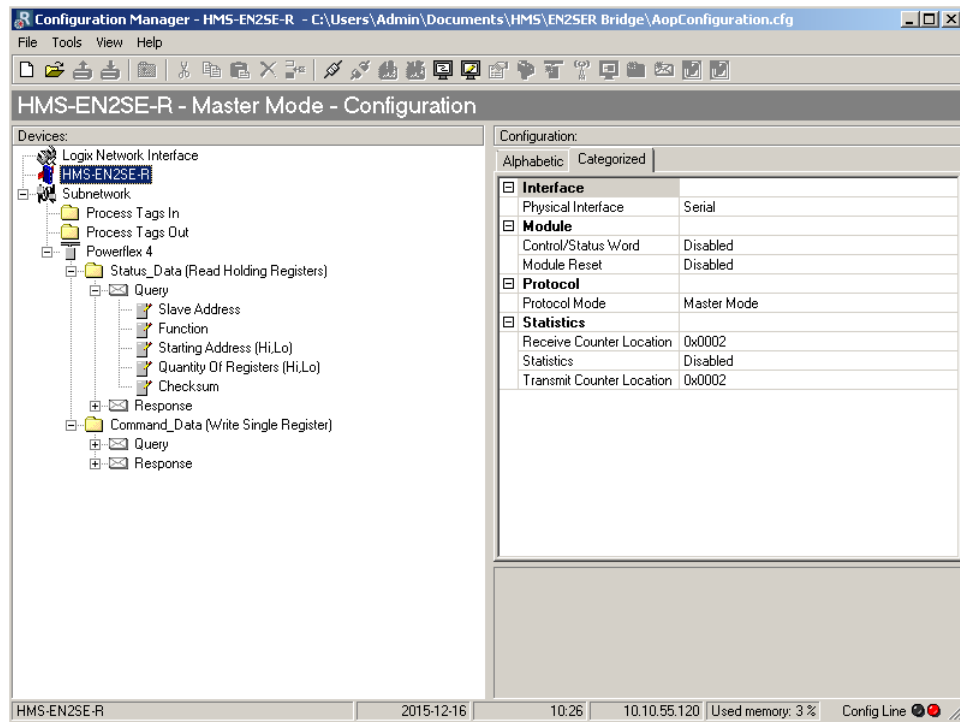 Configuration Manager - HMS-EN2SE-R - C:\Users\Admin\Documents\HMS\EN2SER Bridge\AopConfiguration.cfg
File Tools View Help
HMS-EN2SE-R - Master Mode - Configuration
Devices:
Logix Network Interface
HMS-EN2SE-R
Subnetwork
Process Tags In
Process Tags Out
Powerflex 4
Status_Data (Read Holding Registers)
Query
Slave Address
Function
Starting Address (Hi,Lo)
Quantity Of Registers (Hi,Lo)
Checksum
Response
Command_Data (Write Single Register)
Query
Response
Configuration:
Alphabetic Categorized
Interface
Physical Interface Serial
Module
Control/Status Word Disabled
Module Reset Disabled
Protocol
Protocol Mode Master Mode
Statistics
Receive Counter Location 0x0002
Statistics Disabled
Transmit Counter Location 0x0002
HMS-EN2SE-R 2015-12-16 10:26 10.10.55.120 Used memory: 3 % Config Line